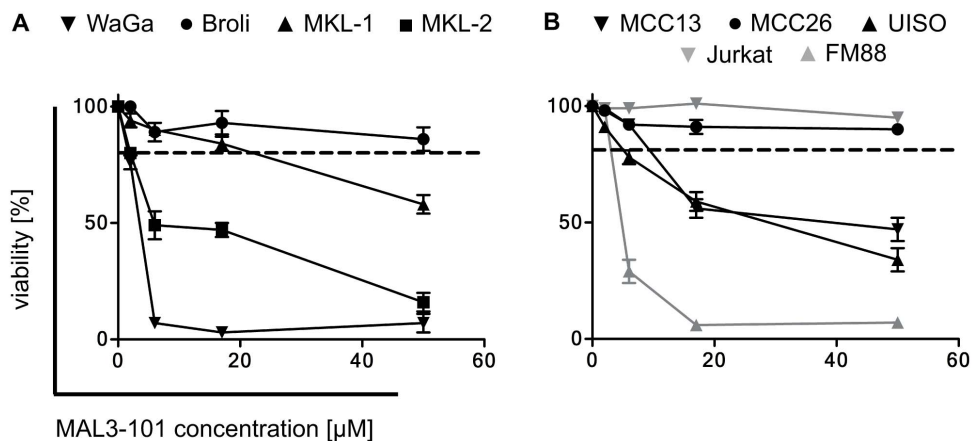 A ▼ WaGa ● Broli ▲ MKL-1 ■ MKL-2
viability [%]
100
50
0
0 20 40 60
MAL3-101 concentration [µM]
B ▼ MCC13 ● MCC26 ▲ UISO
▼ Jurkat ▲ FM88
100
50
0
0 20 40 60